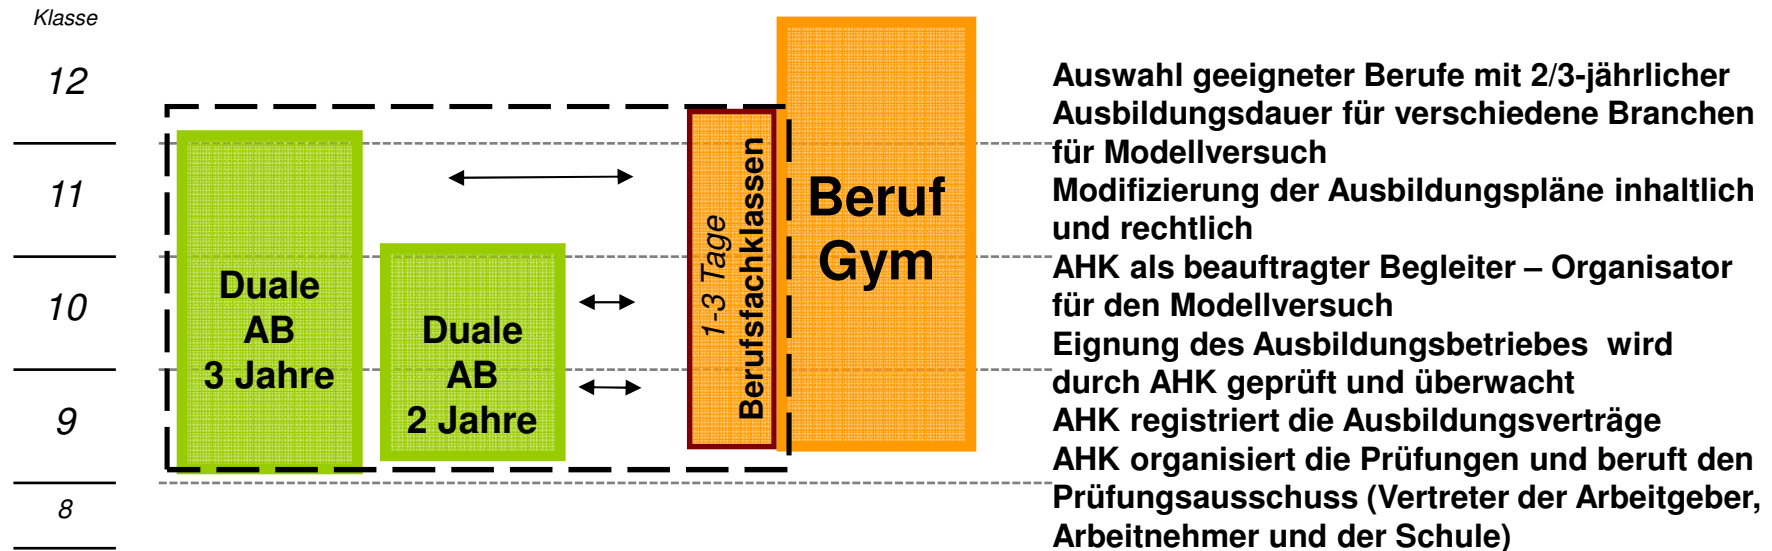 Klasse
12
11
10
9
8
Duale
AB
3 Jahre
Duale
AB
2 Jahre
1-3 Tage
Berufsfachklassen
Beruf
Gym
Auswahl geeigneter Berufe mit 2/3-jährlicher
Ausbildungsdauer für verschiedene Branchen
für Modellversuch
Modifizierung der Ausbildungspläne inhaltlich
und rechtlich
AHK als beauftragter Begleiter – Organisator
für den Modellversuch
Eignung des Ausbildungsbetriebes wird
durch AHK geprüft und überwacht
AHK registriert die Ausbildungsverträge
AHK organisiert die Prüfungen und beruft den
Prüfungsausschuss (Vertreter der Arbeitgeber,
Arbeitnehmer und der Schule)